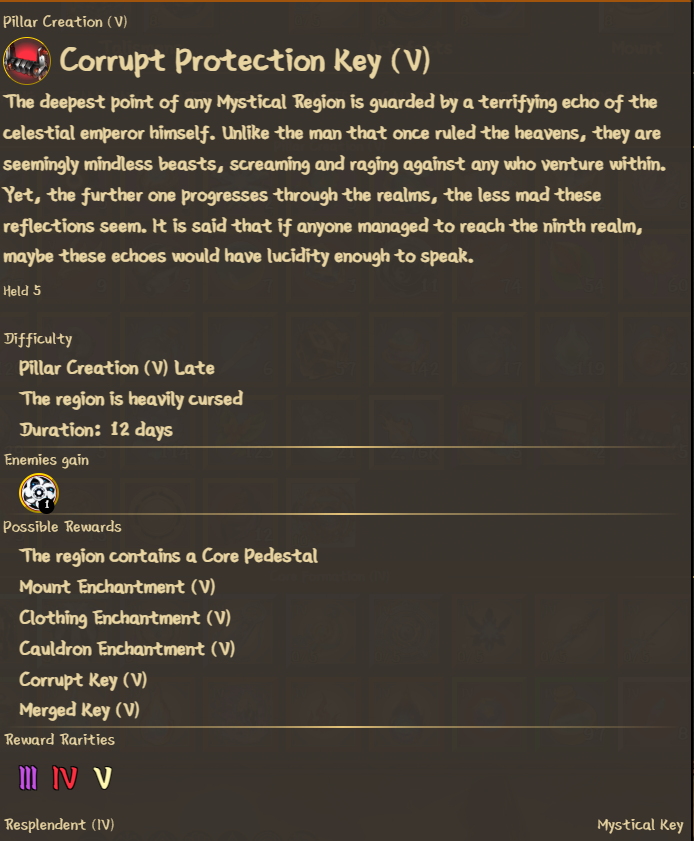 Pillar Creation (V)
Corrupt Protection Key (V)
The deepest point of any Mystical Region is guarded by a terrifying echo of the
celestial emperor himself. Unlike the man that once ruled the heavens, they are
seemingly mindless beasts, screaming and raging against any who venture within.
Yet, the further one progresses through the realms, the less mad these
reflections seem. It is said that if anyone managed to reach the ninth realm,
maybe these echoes would have lucidity enough to speak.
Held 5
Difficulty
Pillar Creation (V) Late
The region is heavily cursed
Duration: 12 days
Enemies gain
1
Possible Rewards
The region contains a Core Pedestal
Mount Enchantment (V)
Clothing Enchantment (V)
Cauldron Enchantment (V)
Corrupt Key (V)
Merged Key (V)
Reward Rarities
III IV V
Resplendent (IV) Mystical Key